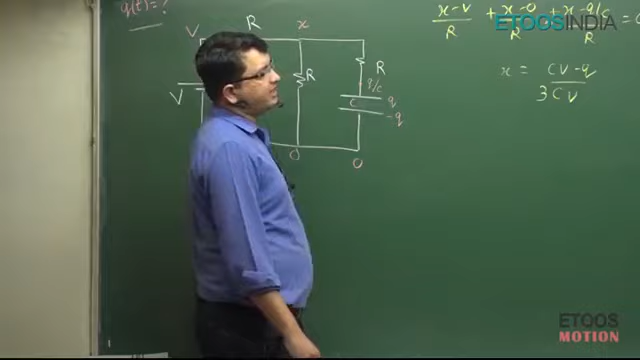 q(t) = ?
V
R
x
x-V/R + x-0/R + x-q/c/R = 0
ETOOSINDIA
R
R
q/c
x = CV-q/3CV
V
C
q
-q
0
0
ETOOS
MOTION